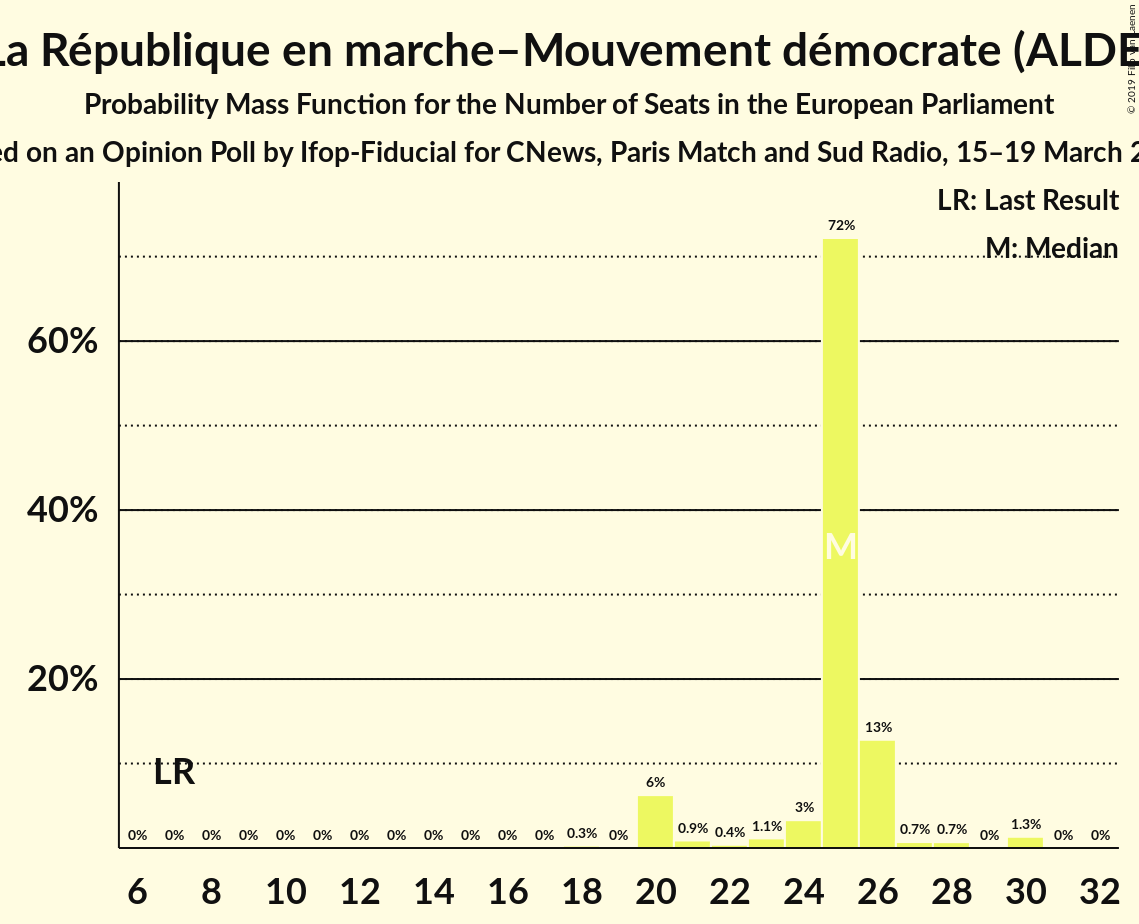 La République en marche–Mouvement démocrate (ALDE
Probability Mass Function for the Number of Seats in the European Parliament
ed on an Opinion Poll by Ifop-Fiducial for CNews, Paris Match and Sud Radio, 15–19 March 2
© 2019
LR: Last Result
M: Median
72%
60%
40%
M
20%
13%
LR
6%
3%
0% 0% 0% 0% 0% 0% 0% 0% 0% 0% 0% 0% 0.3% 0% 0.9% 0.4% 1.1% 0.7% 0.7% 0% 1.3% 0% 0%
6 8 10 12 14 16 18 20 22 24 26 28 30 32